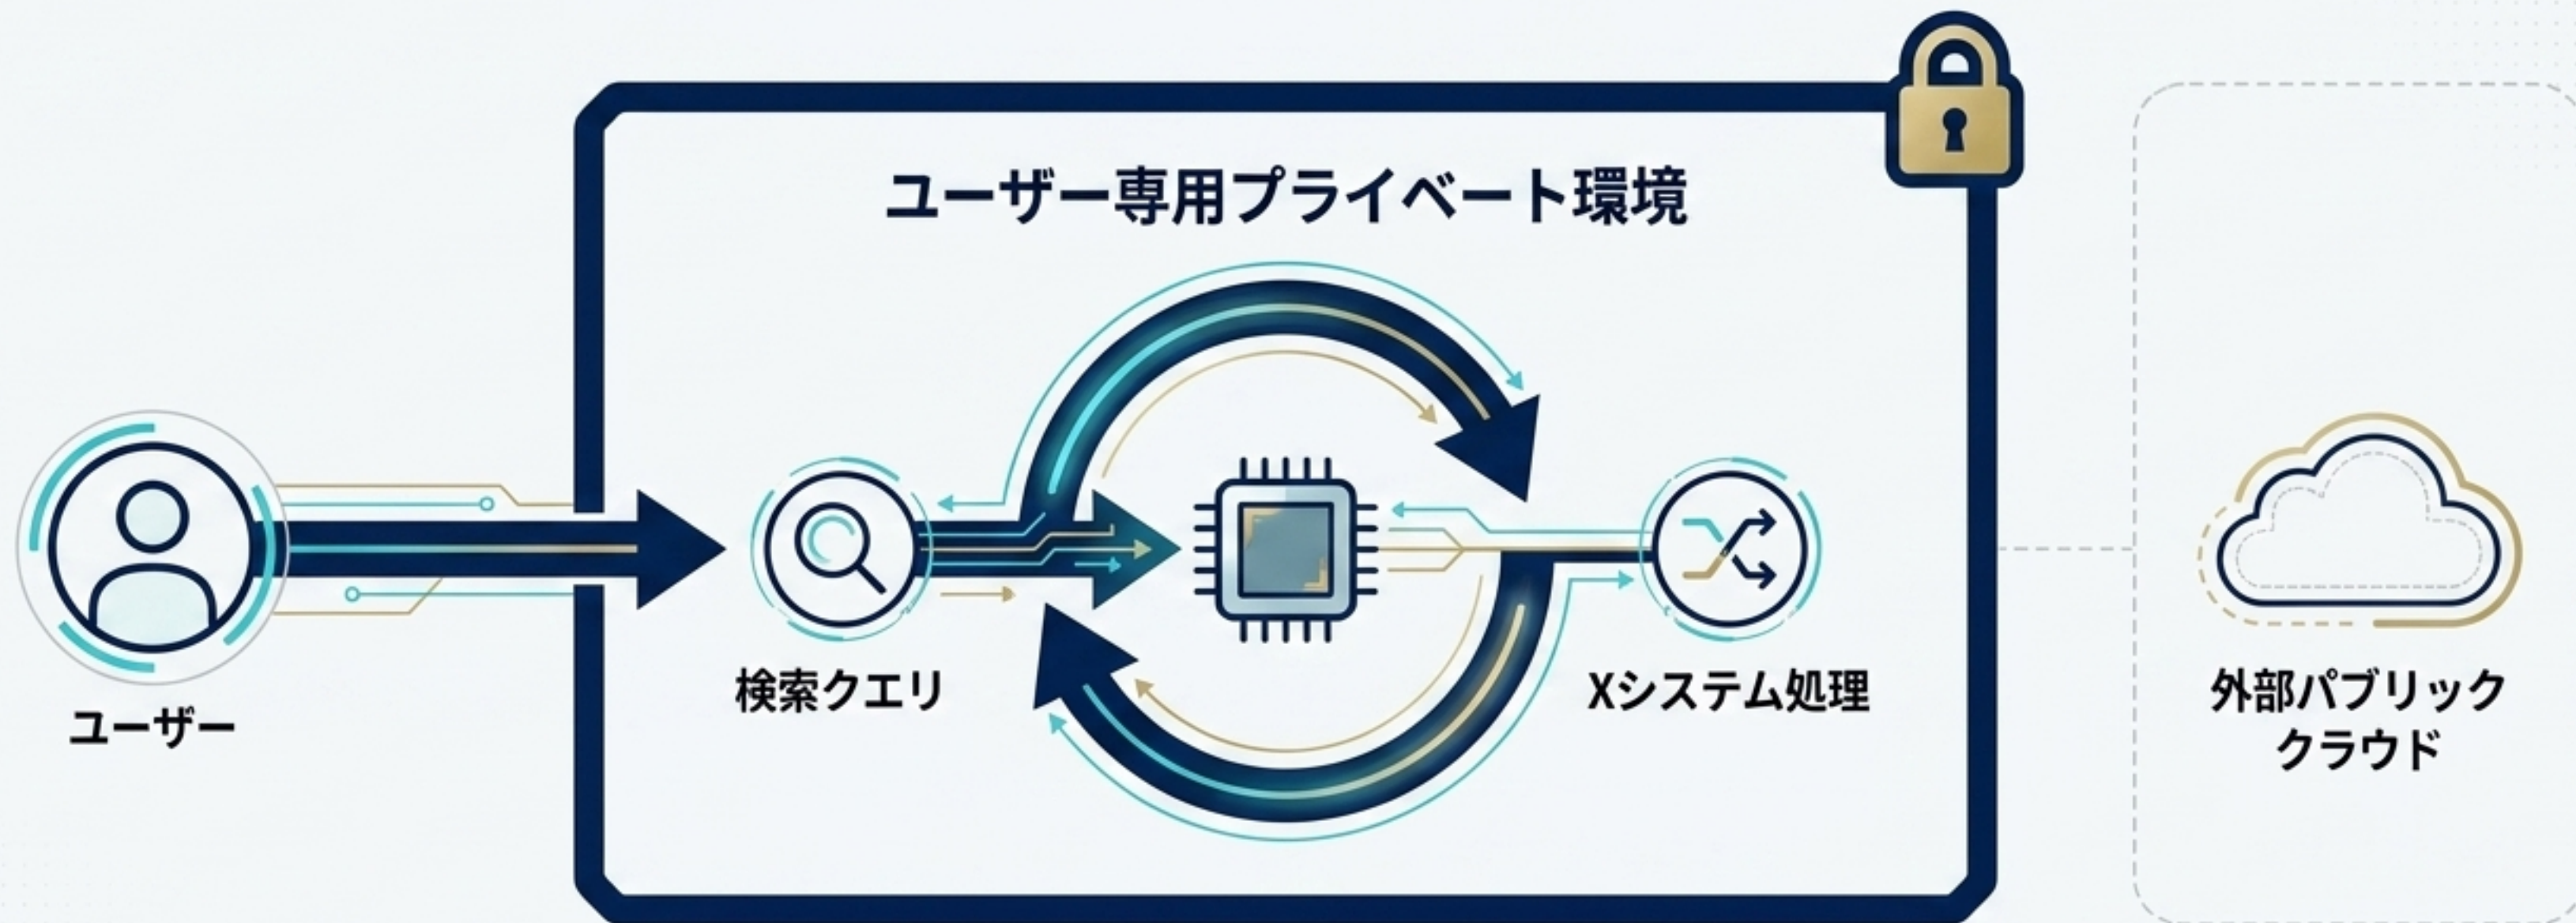 ユーザー専用プライベート環境
ユーザー
検索クエリ
Xシステム処理
外部パブリック
クラウド